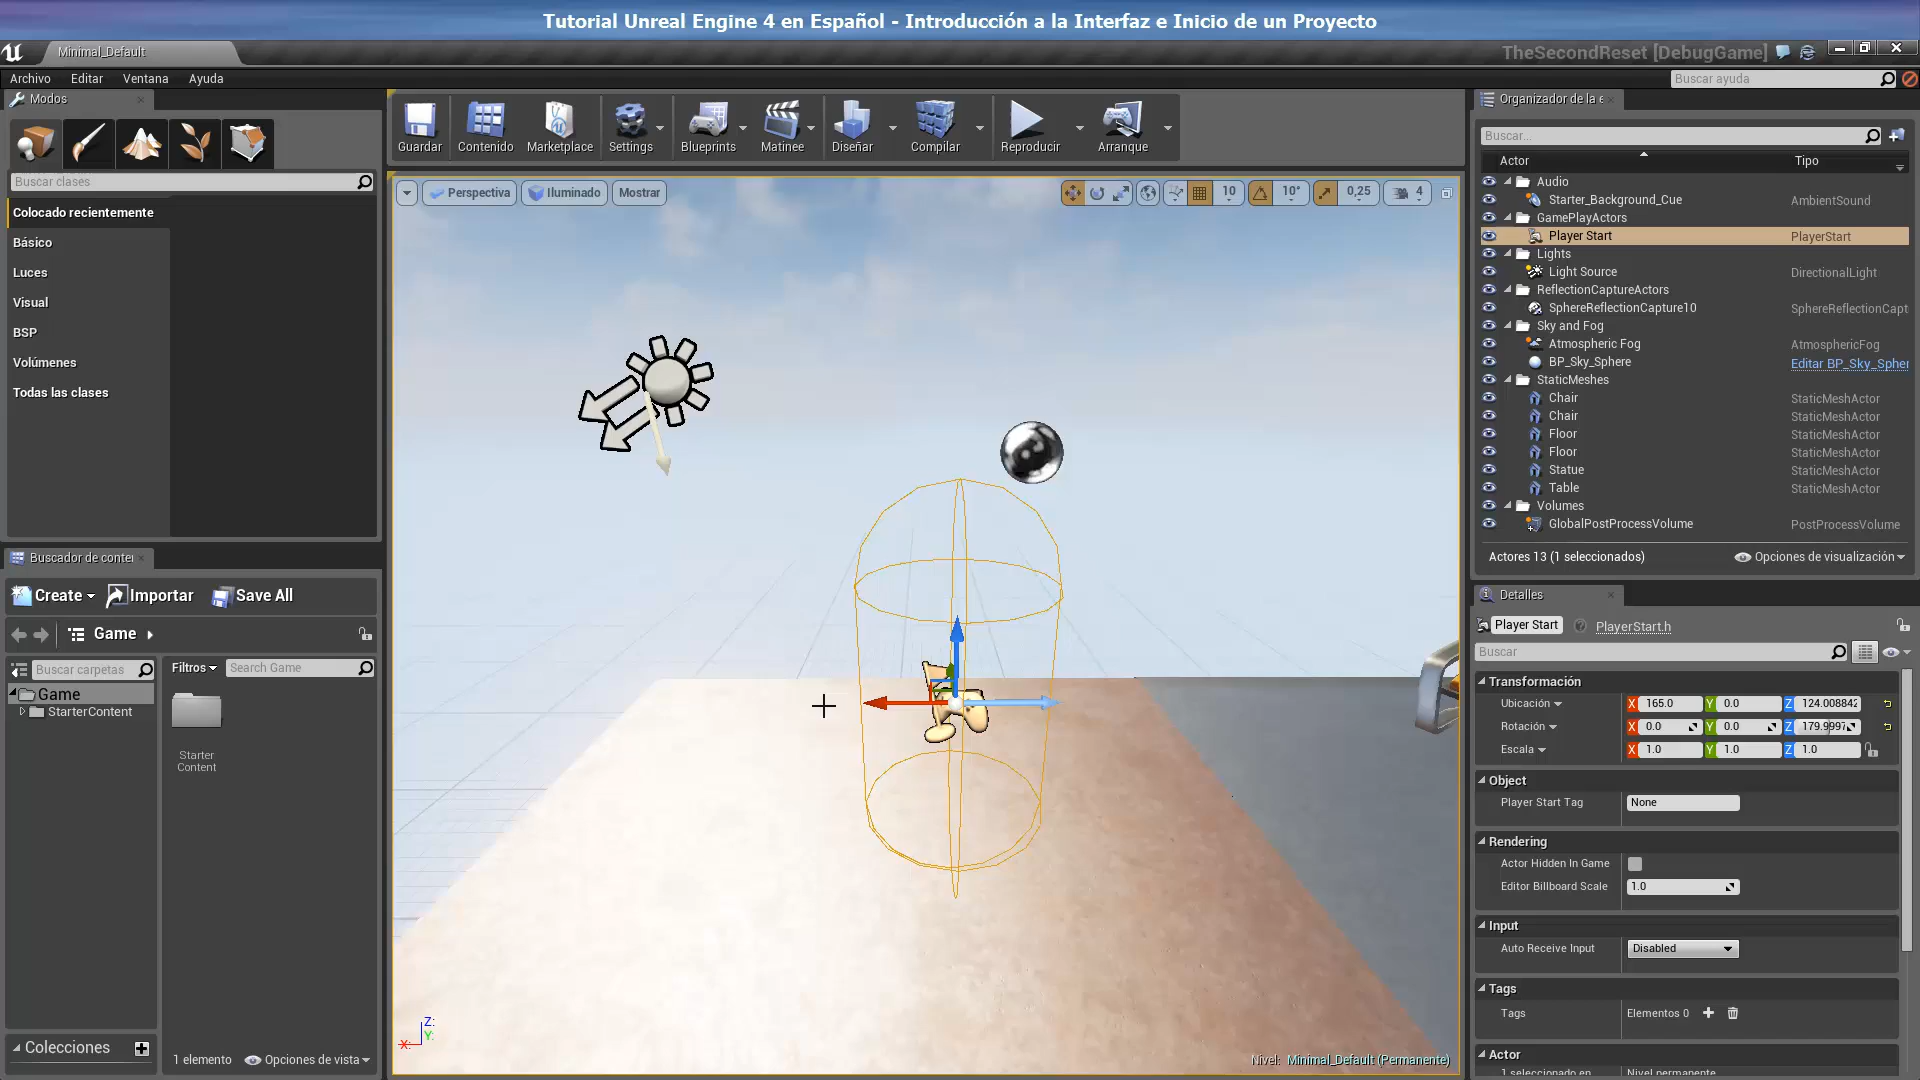 Tutorial Unreal Engine 4 en Español - Introducción a la Interfaz e Inicio de un Proyecto
Minimal_Default
TheSecondReset [DebugGame]
Archivo Editar Ventana Ayuda
Buscar ayuda
Modos
Buscar clases
Colocado recientemente
Básico
Luces
Visual
BSP
Volúmenes
Todas las clases
Guardar Contenido Marketplace Settings Blueprints Matinee Diseñar Compilar Reproducir Arranque
Perspectiva Iluminado Mostrar
10 10° 0,25 4
Z:
Y:
X:
Nivel: Minimal_Default (Permanente)
Buscador de conte
Create Importar Save All
Game
Buscar carpetas
Filtros Search Game
Game
StarterContent
Starter
Content
Colecciones
1 elemento Opciones de vista
Organizador de la e
Buscar...
Actor Tipo
Audio
Starter_Background_Cue AmbientSound
GamePlayActors
Player Start PlayerStart
Lights
Light Source DirectionalLight
ReflectionCaptureActors
SphereReflectionCapture10 SphereReflectionCapt
Sky and Fog
Atmospheric Fog AtmosphericFog
BP_Sky_Sphere Editar BP_Sky_Spher
StaticMeshes
Chair StaticMeshActor
Chair StaticMeshActor
Floor StaticMeshActor
Floor StaticMeshActor
Statue StaticMeshActor
Table StaticMeshActor
Volumes
GlobalPostProcessVolume PostProcessVolume
Actores 13 (1 seleccionados) Opciones de visualización
Detalles
Player Start PlayerStart.h
Buscar
Transformación
Ubicación X 165.0 Y 0.0 Z 124.008842
Rotación X 0.0 Y 0.0 Z 179.9997
Escala X 1.0 Y 1.0 Z 1.0
Object
Player Start Tag None
Rendering
Actor Hidden In Game
Editor Billboard Scale 1.0
Input
Auto Receive Input Disabled
Tags
Tags Elementos 0
Actor
1 seleccionado en Nivel permanente